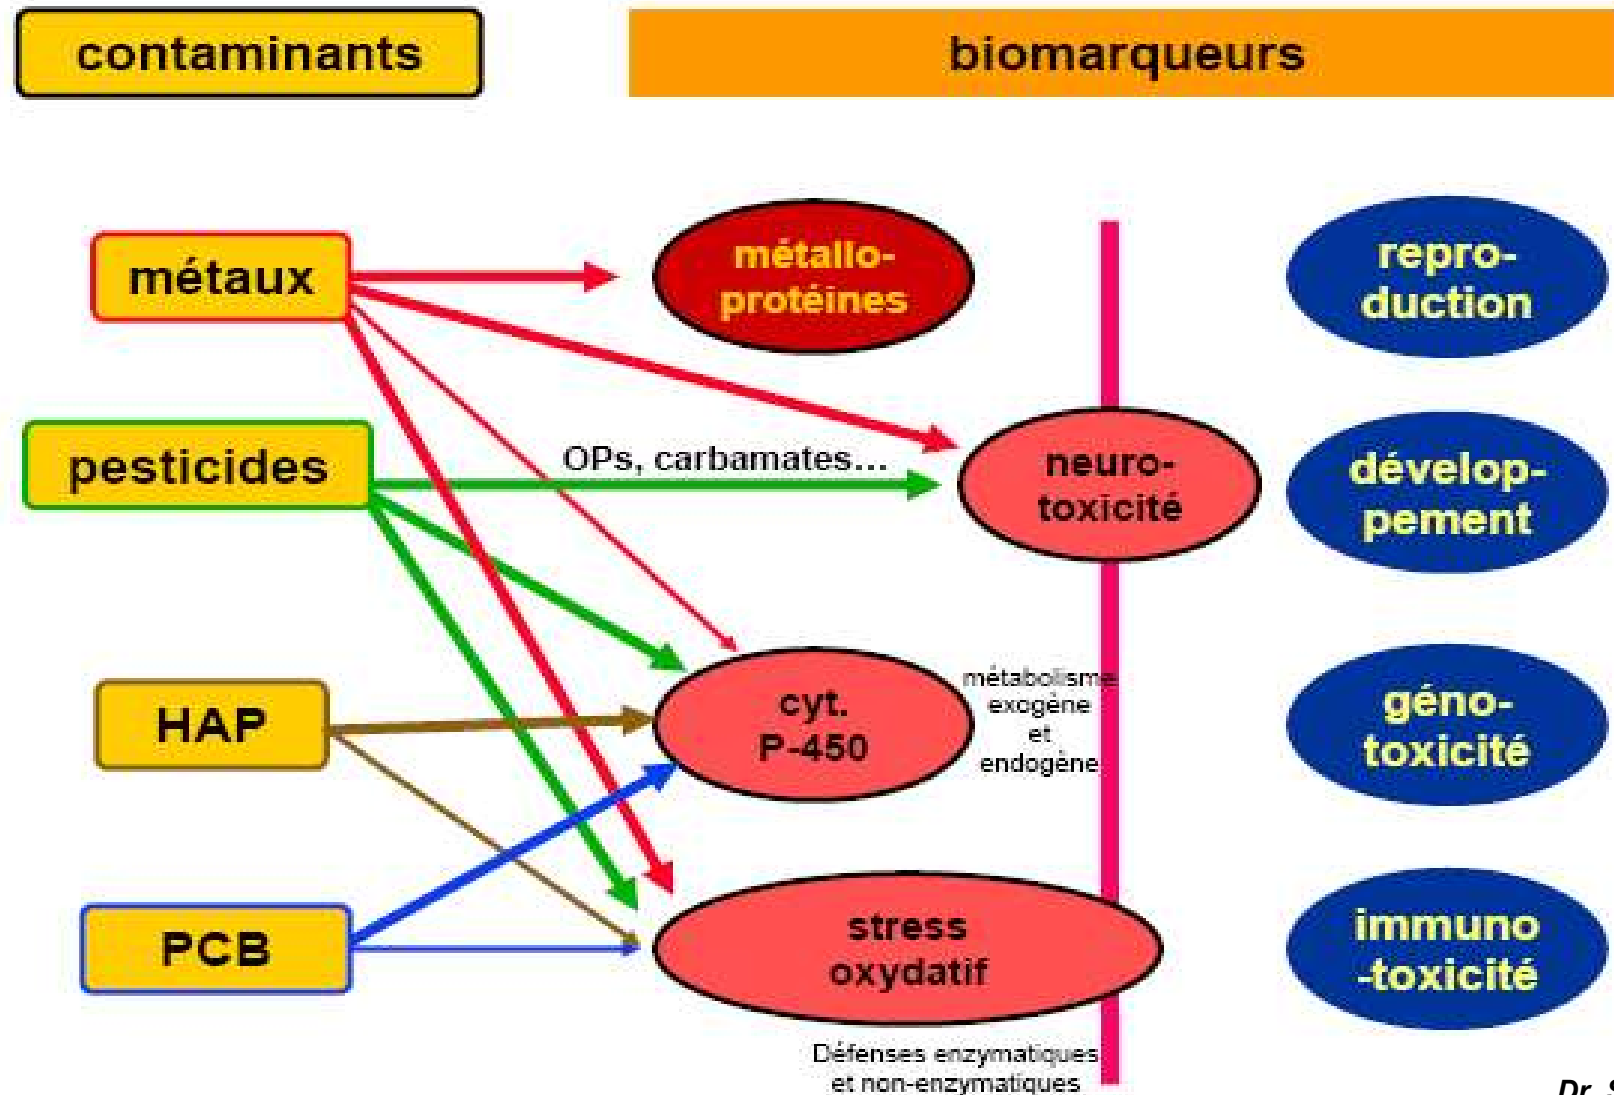 contaminants
biomarqueurs
métaux
métallo-
protéines
repro-
duction
pesticides
OPs, carbamates...
neuro-
toxicité
dévelop-
pement
HAP
cyt.
P-450
métabolisme
exogène
et
endogène
géno-
toxicité
PCB
stress
oxydatif
immuno
-toxicité
Défenses enzymatiques
et non-enzymatiques
Dr. S